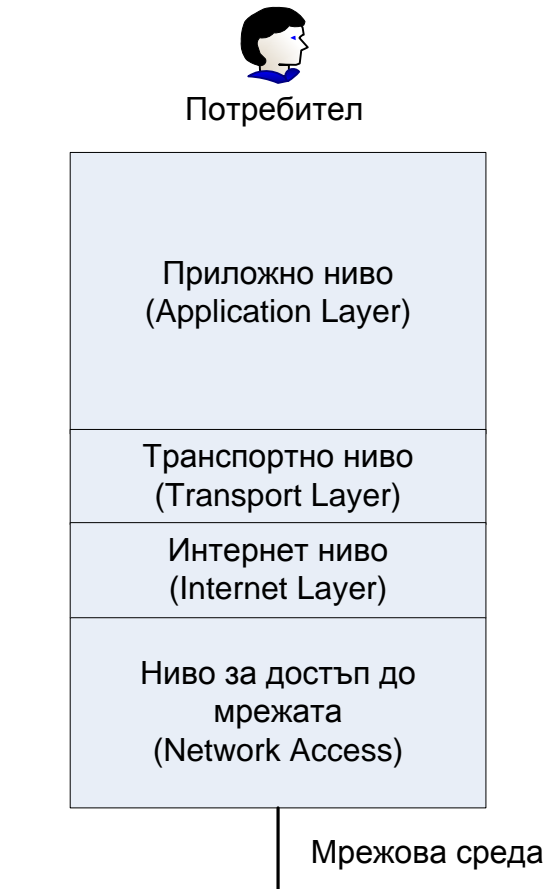 Потребител
Приложно ниво
(Application Layer)
Транспортно ниво
(Transport Layer)
Интернет ниво
(Internet Layer)
Ниво за достъп до
мрежата
(Network Access)
Мрежова среда